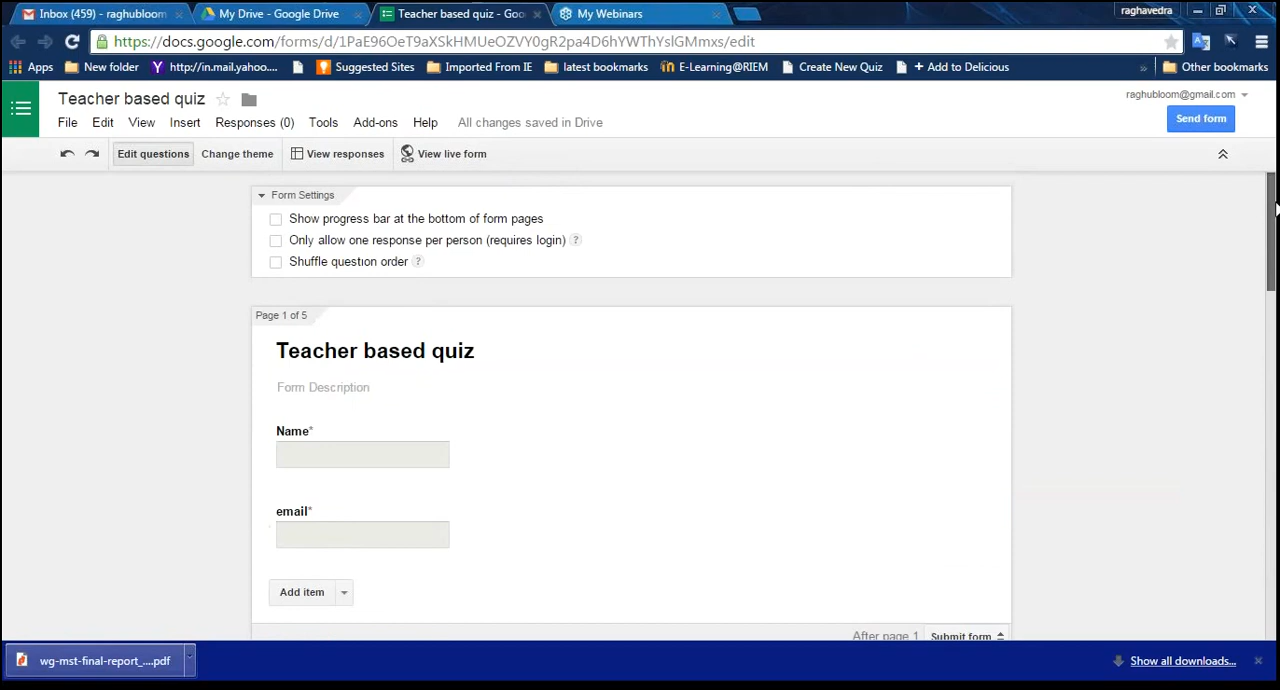 Inbox (459) - raghubloom
My Drive - Google Drive
Teacher based quiz - Goo
My Webinars
raghavedra
https://docs.google.com/forms/d/1PaE96OeT9aXSkHMUeOZVY0gR2pa4D6hYWThYslGMmxs/edit
Apps New folder http://in.mail.yahoo.... Suggested Sites Imported From IE latest bookmarks E-Learning@RIEM Create New Quiz + Add to Delicious » Other bookmarks
Teacher based quiz
raghubloom@gmail.com
File Edit View Insert Responses (0) Tools Add-ons Help All changes saved in Drive
Send form
Edit questions Change theme View responses View live form
Form Settings
Show progress bar at the bottom of form pages
Only allow one response per person (requires login) ?
Shuffle question order ?
Page 1 of 5
Teacher based quiz
Form Description
Name*
email*
Add item
After page 1 Submit form
wg-mst-final-report_....pdf
Show all downloads...